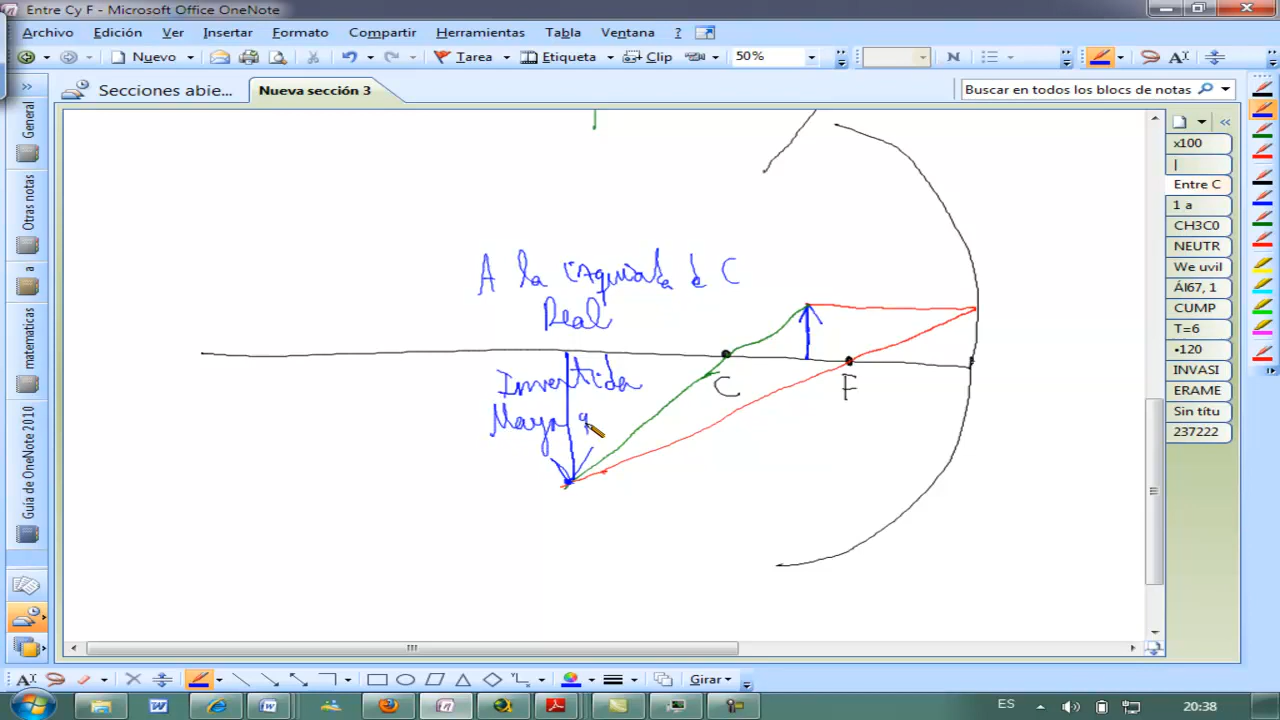 Entre C y F - Microsoft Office OneNote
Archivo Edición Ver Insertar Formato Compartir Herramientas Tabla Ventana ?
Nuevo Tarea Etiqueta Clip 50% N
Secciones abie... Nueva sección 3 Buscar en todos los blocs de notas
General
Otras notas
a
matematicas
Guía de OneNote 2010
A la izquierda de C
Real
Invertida
Mayor q
C
F
x100
|
Entre C
1 a
CH3C0
NEUTR
We uvil
Ál67, 1
CUMP
T=6
•120
INVASI
ERAME
Sin títu
237222
Girar
ES 20:38